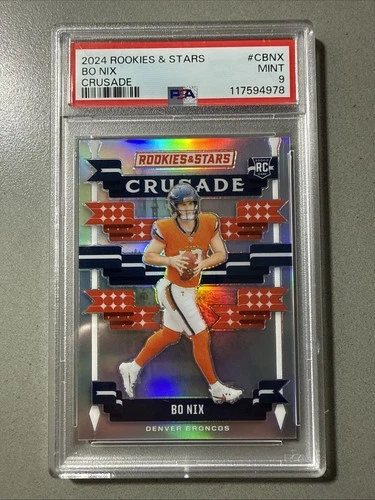 2024 ROOKIES & STARS #CBNX
BO NIX MINT
CRUSADE 9
PSA 117594978
ROOKIES&STARS
RC
CRUSADE
BO NIX
DENVER BRONCOS